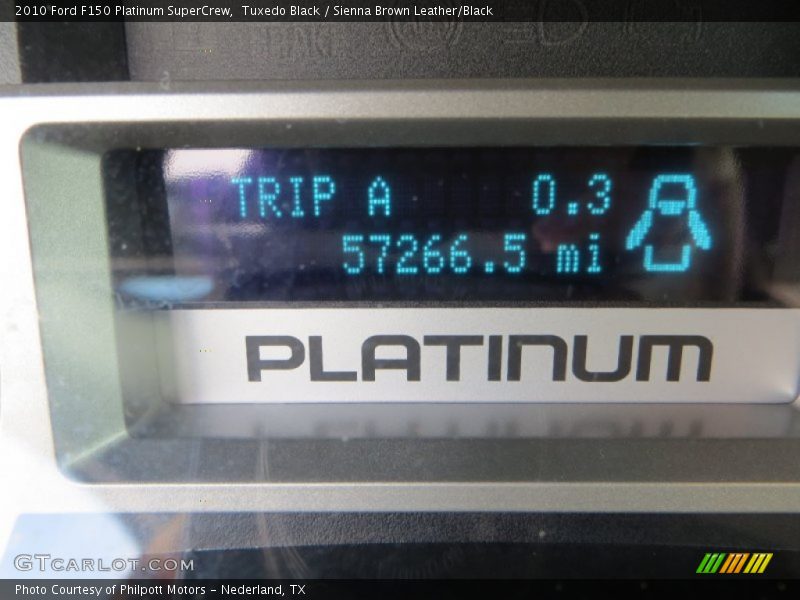 2010 Ford F150 Platinum SuperCrew,  Tuxedo Black / Sienna Brown Leather/Black
TRIP A 0.3
57266.5 mi
PLATINUM
GTcarlot.com
Photo Courtesy of Philpott Motors - Nederland, TX